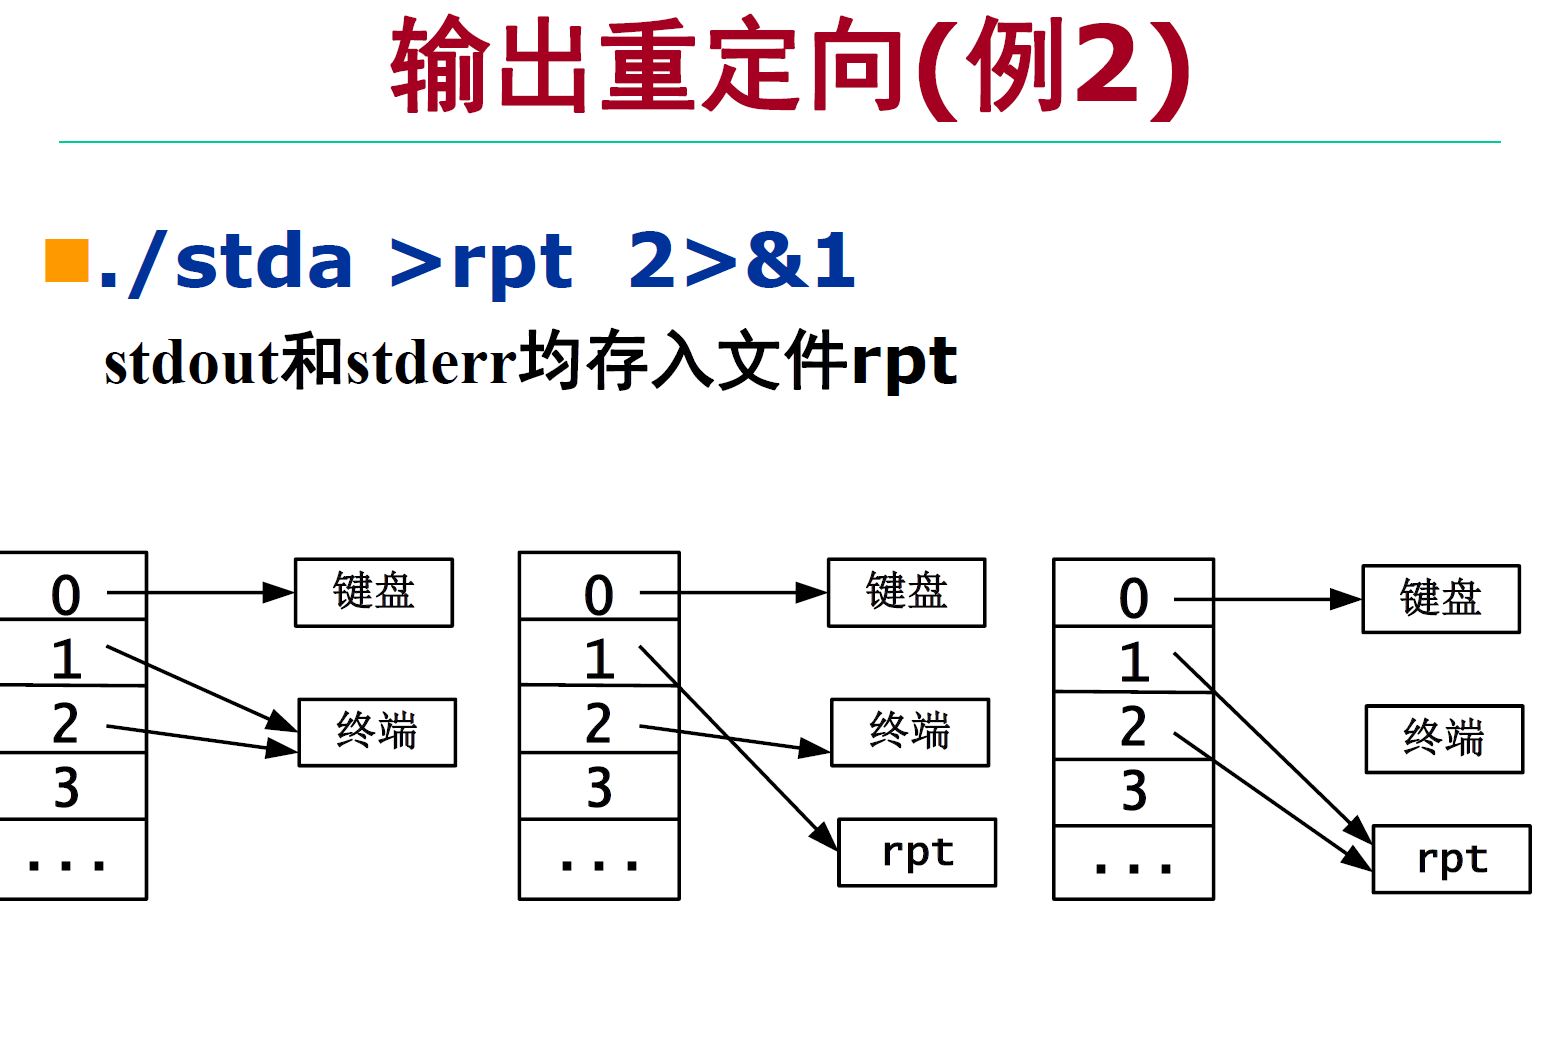 输出重定向(例2)
./stda >rpt 2>&1
stdout和stderr均存入文件rpt
0 键盘
1
2 终端
3
...
0 键盘
1
2 终端
3
... rpt
0 键盘
1
2 终端
3
... rpt